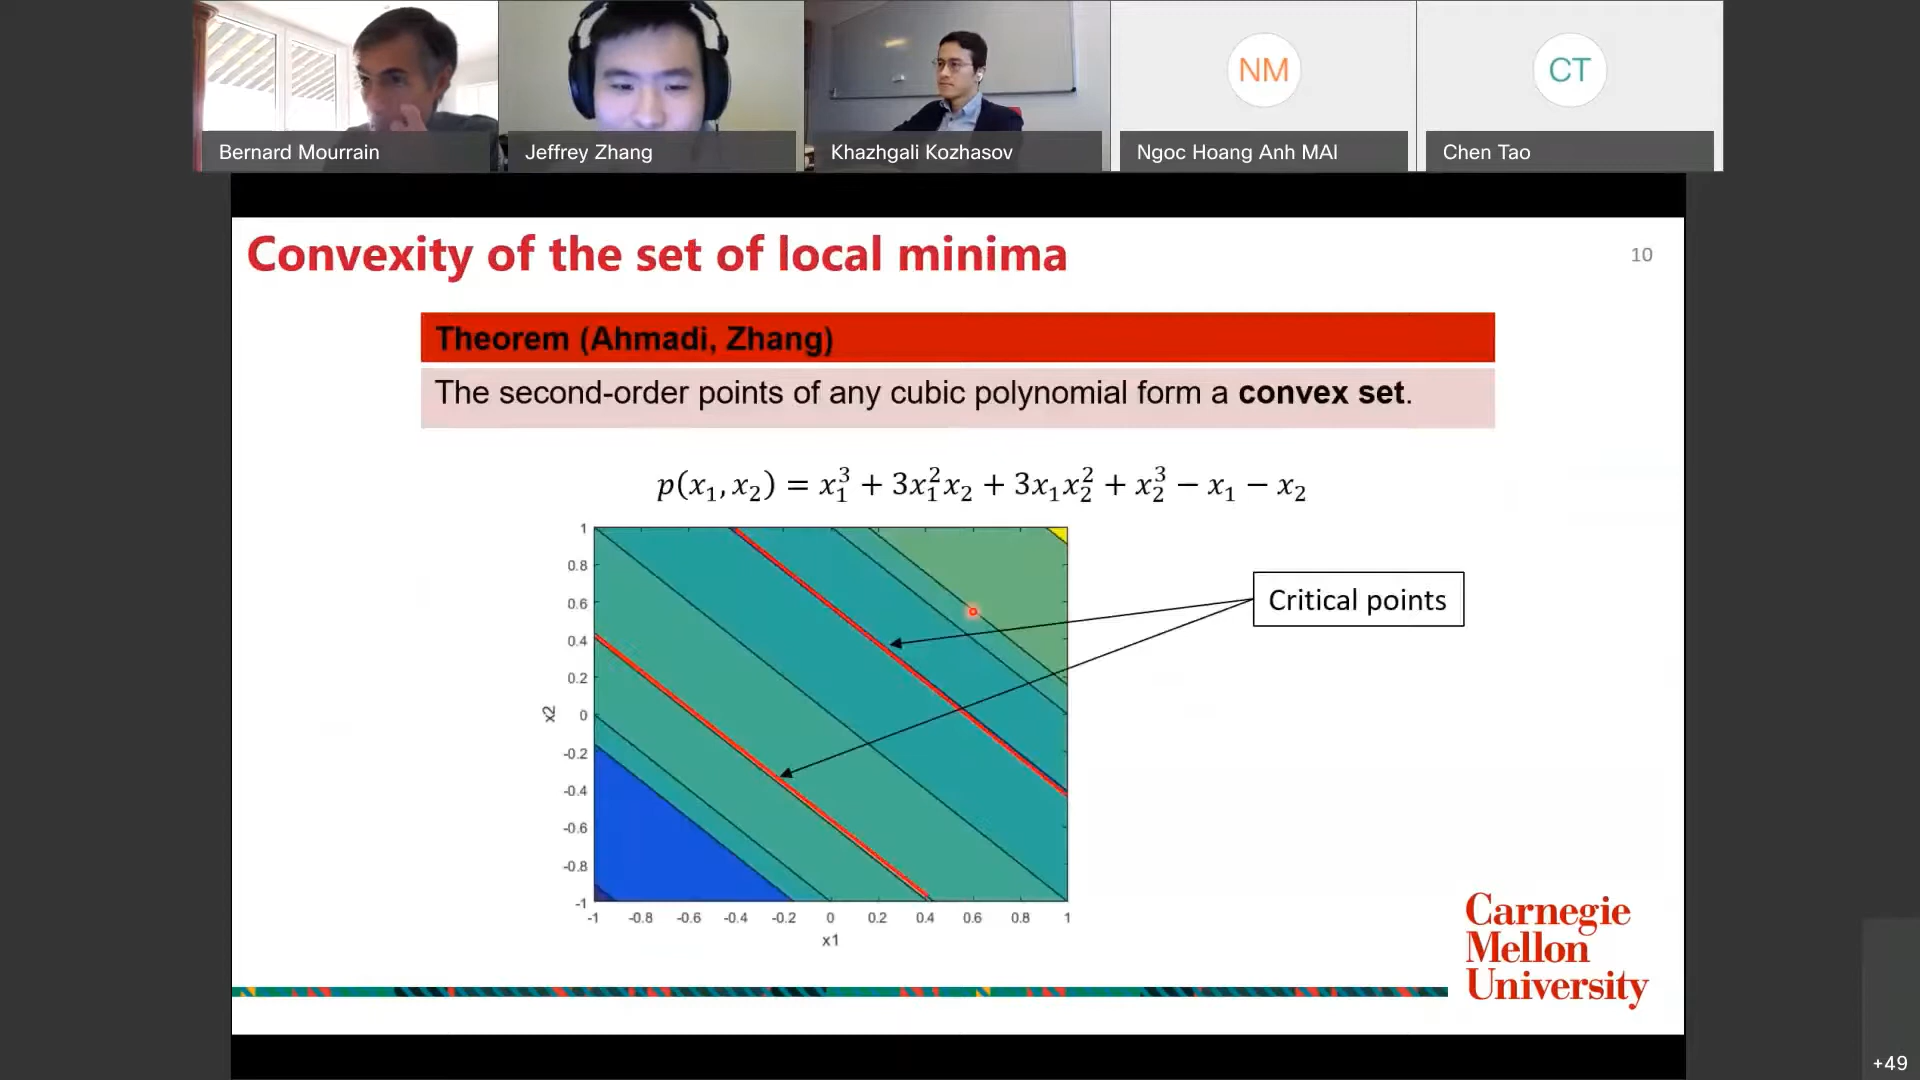 Bernard Mourrain
Jeffrey Zhang
Khazhgali Kozhasov
NM
Ngoc Hoang Anh MAI
CT
Chen Tao
Convexity of the set of local minima
10
Theorem (Ahmadi, Zhang)
The second-order points of any cubic polynomial form a convex set.
p(x₁, x₂) = x₁³ + 3x₁²x₂ + 3x₁x₂² + x₂³ − x₁ − x₂
1
0.8
0.6
0.4
0.2
0
-0.2
-0.4
-0.6
-0.8
-1
x2
-1 -0.8 -0.6 -0.4 -0.2 0 0.2 0.4 0.6 0.8 1
x1
Critical points
Carnegie
Mellon
University
+49